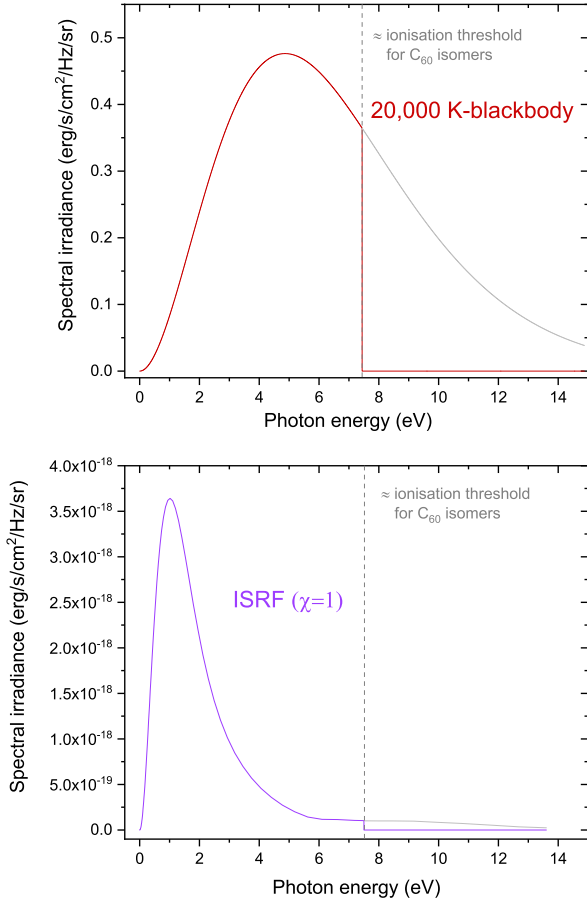 Spectral irradiance (erg/s/cm²/Hz/sr)
0.5
0.4
0.3
0.2
0.1
0.0
≈ ionisation threshold
for C₆₀ isomers
20,000 K-blackbody
0 2 4 6 8 10 12 14
Photon energy (eV)
Spectral irradiance (erg/s/cm²/Hz/sr)
4.0x10⁻¹⁸
3.5x10⁻¹⁸
3.0x10⁻¹⁸
2.5x10⁻¹⁸
2.0x10⁻¹⁸
1.5x10⁻¹⁸
1.0x10⁻¹⁸
5.0x10⁻¹⁹
0.0
≈ ionisation threshold
for C₆₀ isomers
ISRF (χ=1)
0 2 4 6 8 10 12 14
Photon energy (eV)